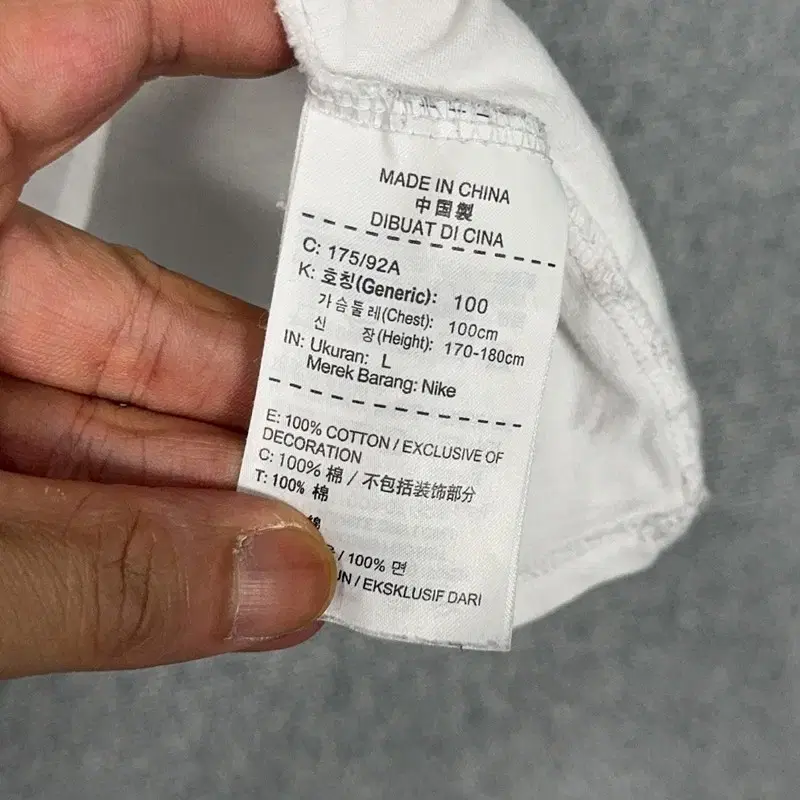 MADE IN CHINA
中国製
DIBUAT DI CINA
C: 175/92A
K: 호칭(Generic): 100
가슴둘레(Chest): 100cm
신 장(Height): 170-180cm
IN: Ukuran: L
Merek Barang: Nike
E: 100% COTTON / EXCLUSIVE OF
DECORATION
C: 100% 棉 / 不包括装饰部分
T: 100% 棉
棉
/ 100% 면
/ EKSKLUSIF DARI